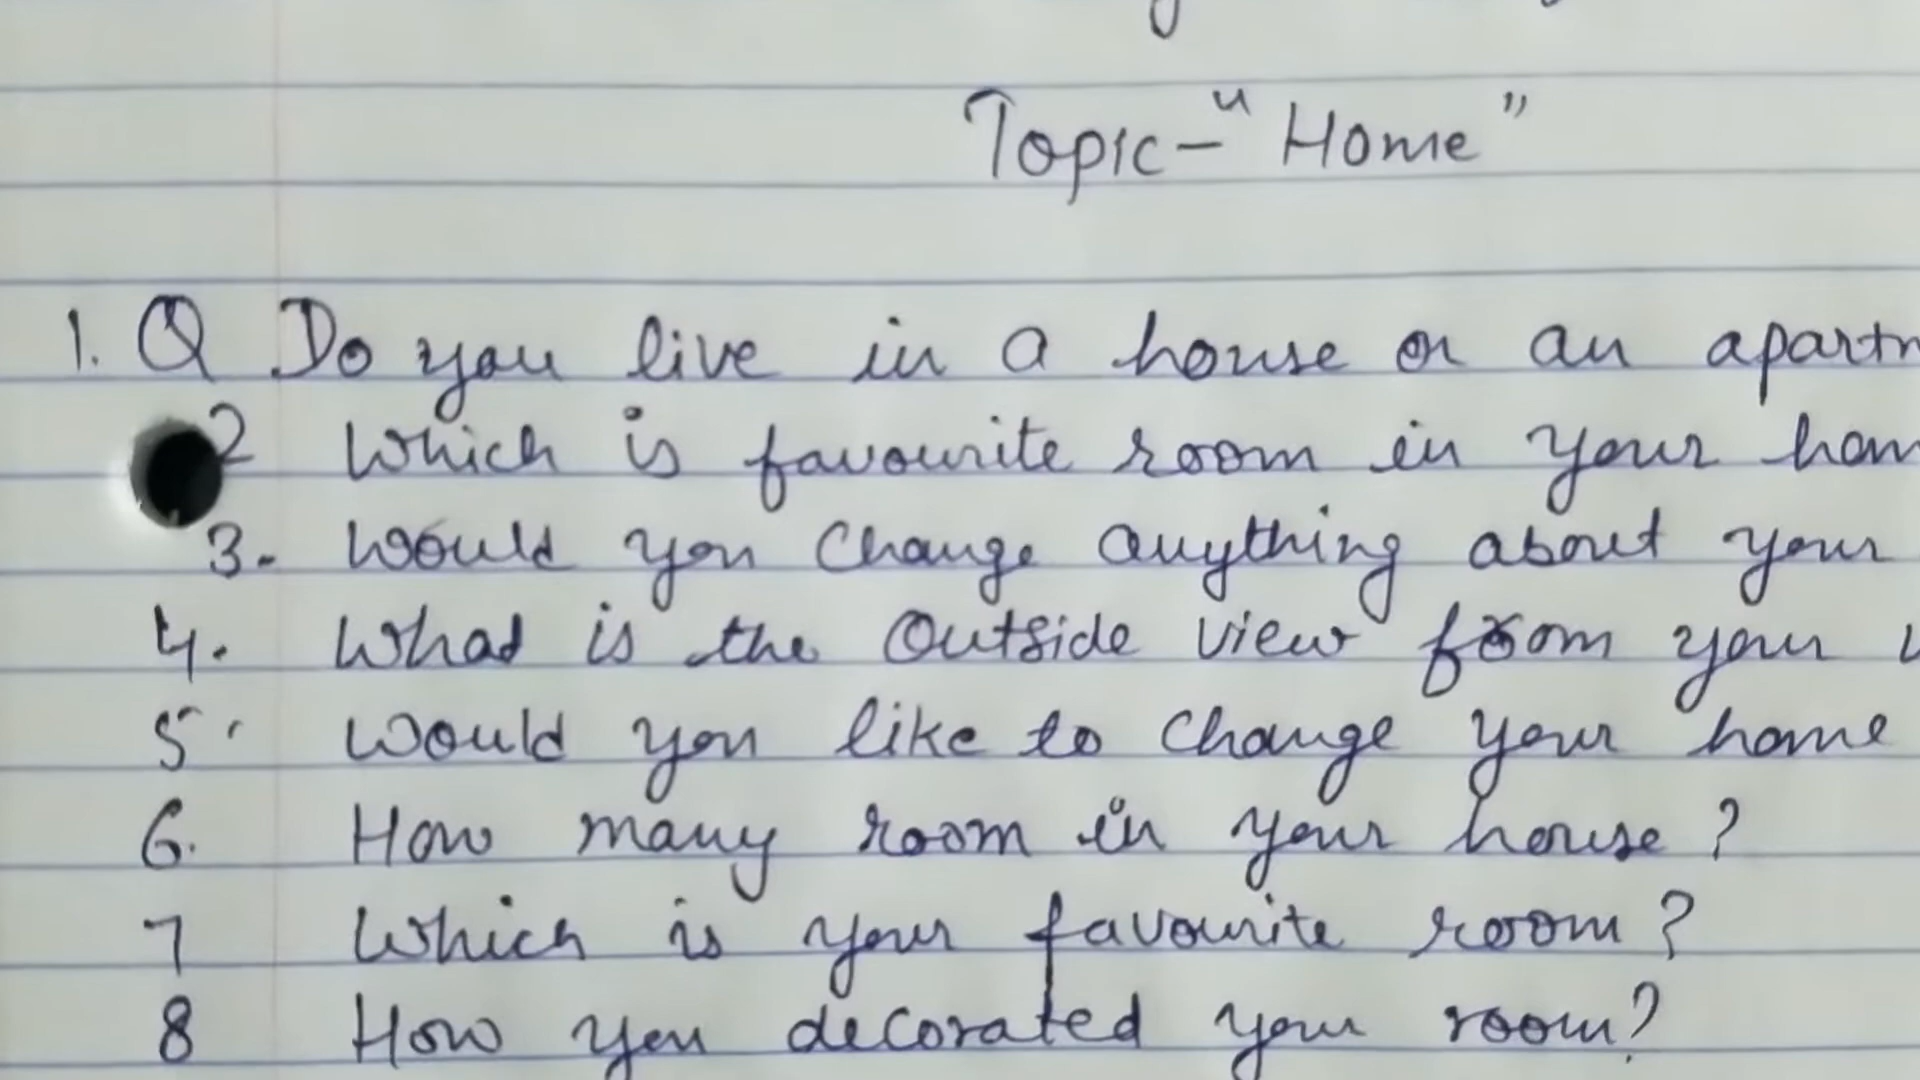 Topic-"Home"
1. Q Do you live in a house or an apartm
2 Which is favourite room in your hom
3. Would you change anything about your
4. What is the Outside view from your
5. Would you like to change your home
6. How many room in your house?
7 Which is your favourite room?
8 How you decorated your room?